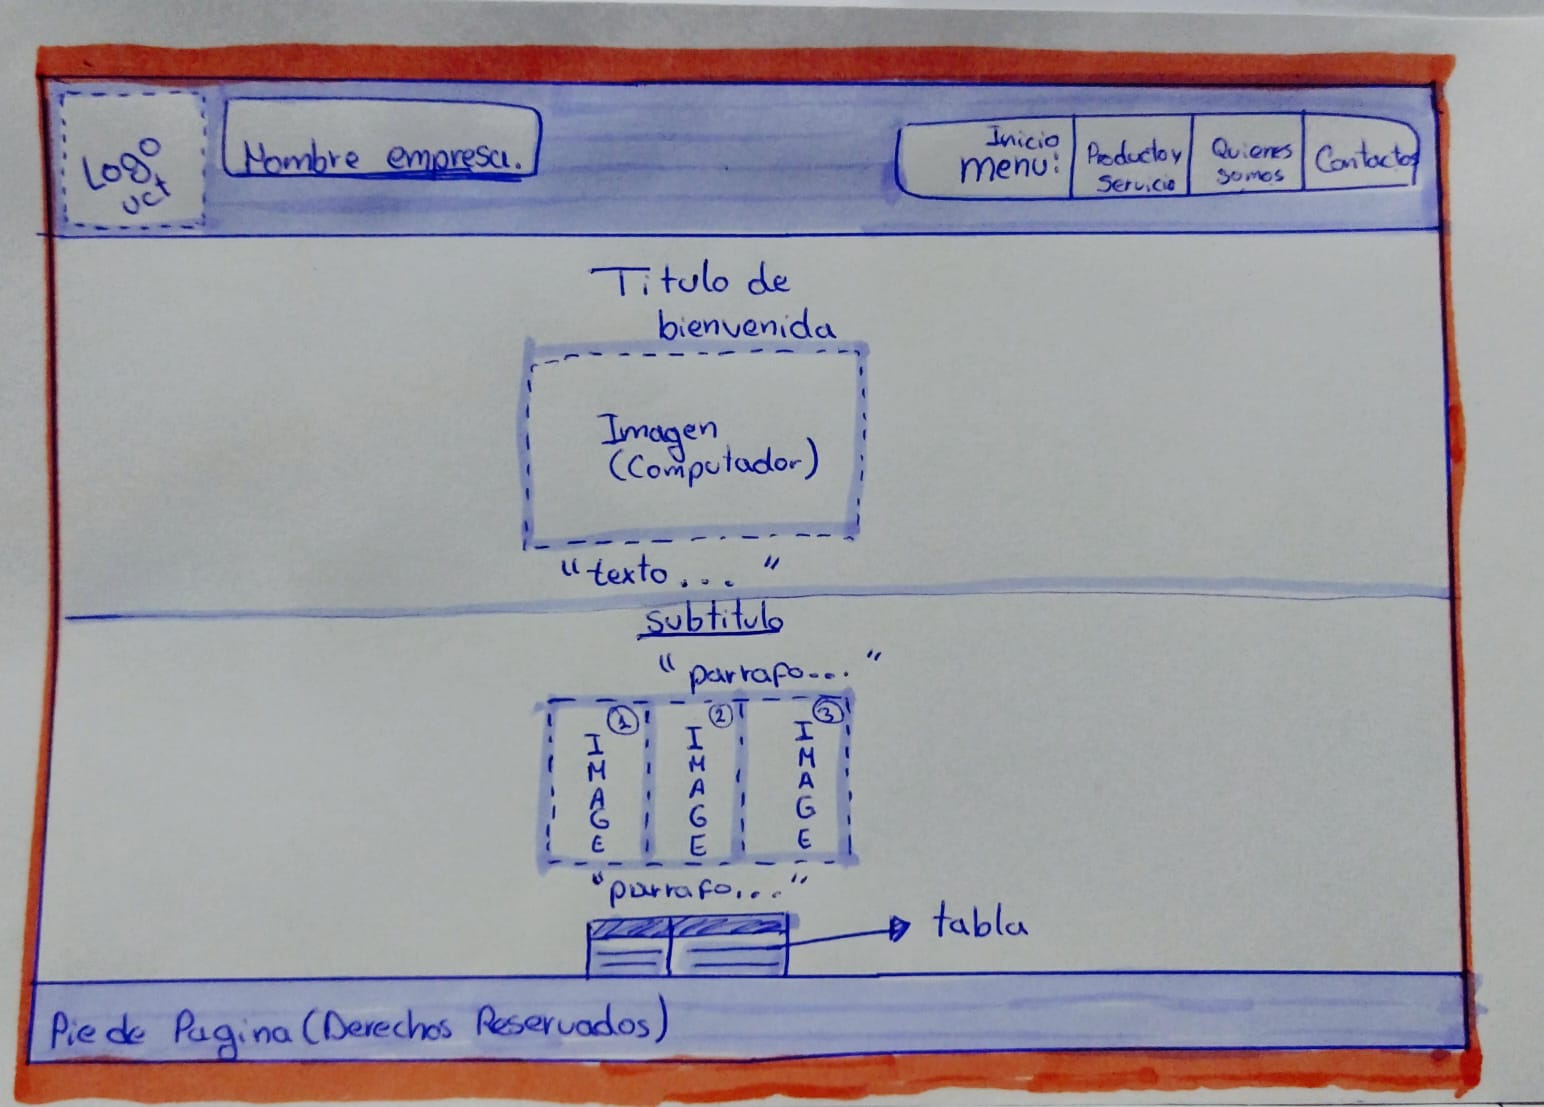 Logo
uct
Nombre empresa.
Inicio
menu:
Producto y
Servicio
Quienes
somos
Contactos
Titulo de
bienvenida
Imagen
(Computador)
"texto... "
subtitulo
"parrafo... "
1
2
3
IMAGE
IMAGE
IMAGE
"parrafo..."
tabla
Pie de Pagina (Derechos Reservados)